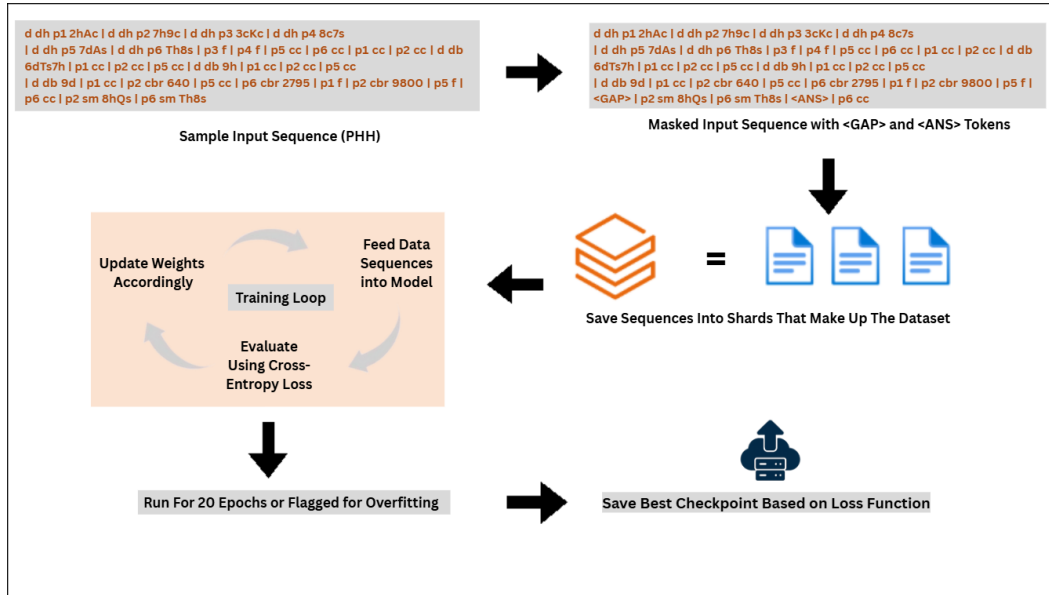 d dh p1 2hAc | d dh p2 7h9c | d dh p3 3cKc | d dh p4 8c7s
| d dh p5 7dAs | d dh p6 Th8s | p3 f | p4 f | p5 cc | p6 cc | p1 cc | p2 cc | d db
6dTs7h | p1 cc | p2 cc | p5 cc | d db 9h | p1 cc | p2 cc | p5 cc
| d db 9d | p1 cc | p2 cbr 640 | p5 cc | p6 cbr 2795 | p1 f | p2 cbr 9800 | p5 f |
p6 cc | p2 sm 8hQs | p6 sm Th8s
Sample Input Sequence (PHH)
d dh p1 2hAc | d dh p2 7h9c | d dh p3 3cKc | d dh p4 8c7s
| d dh p5 7dAs | d dh p6 Th8s | p3 f | p4 f | p5 cc | p6 cc | p1 cc | p2 cc | d db
6dTs7h | p1 cc | p2 cc | p5 cc | d db 9h | p1 cc | p2 cc | p5 cc
| d db 9d | p1 cc | p2 cbr 640 | p5 cc | p6 cbr 2795 | p1 f | p2 cbr 9800 | p5 f |
<GAP> | p2 sm 8hQs | p6 sm Th8s | <ANS> | p6 cc
Masked Input Sequence with <GAP> and <ANS> Tokens
=
Save Sequences Into Shards That Make Up The Dataset
Feed Data
Sequences
into Model
Update Weights
Accordingly
Training Loop
Evaluate
Using Cross-
Entropy Loss
Run For 20 Epochs or Flagged for Overfitting
Save Best Checkpoint Based on Loss Function